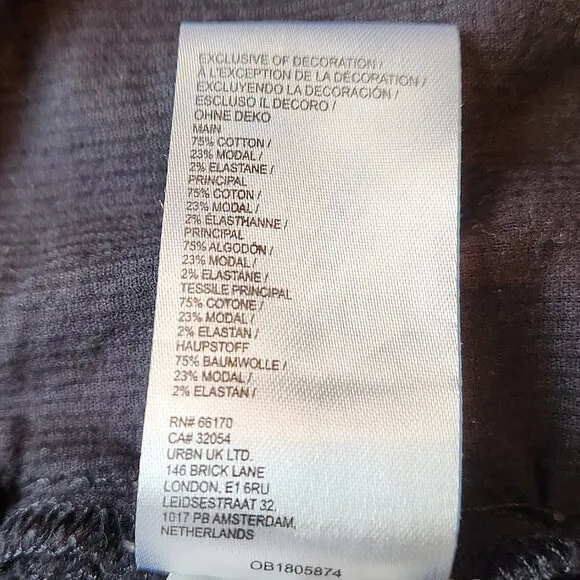 EXCLUSIVE OF DECORATION /
À L'EXCEPTION DE LA DÉCORATION /
EXCLUYENDO LA DECORACIÓN /
ESCLUSO IL DECORO /
OHNE DEKO
MAIN
75% COTTON /
23% MODAL /
2% ELASTANE /
PRINCIPAL
75% COTON /
23% MODAL /
2% ÉLASTHANNE /
PRINCIPAL
75% ALGODÓN /
23% MODAL /
2% ELASTANE /
TESSILE PRINCIPAL
75% COTONE /
23% MODAL /
2% ELASTAN /
HAUPSTOFF
75% BAUMWOLLE /
23% MODAL /
2% ELASTAN /
RN# 66170
CA# 32054
URBN UK LTD.
146 BRICK LANE
LONDON, E1 6RU
LEIDSESTRAAT 32,
1017 PB AMSTERDAM,
NETHERLANDS
OB1805874